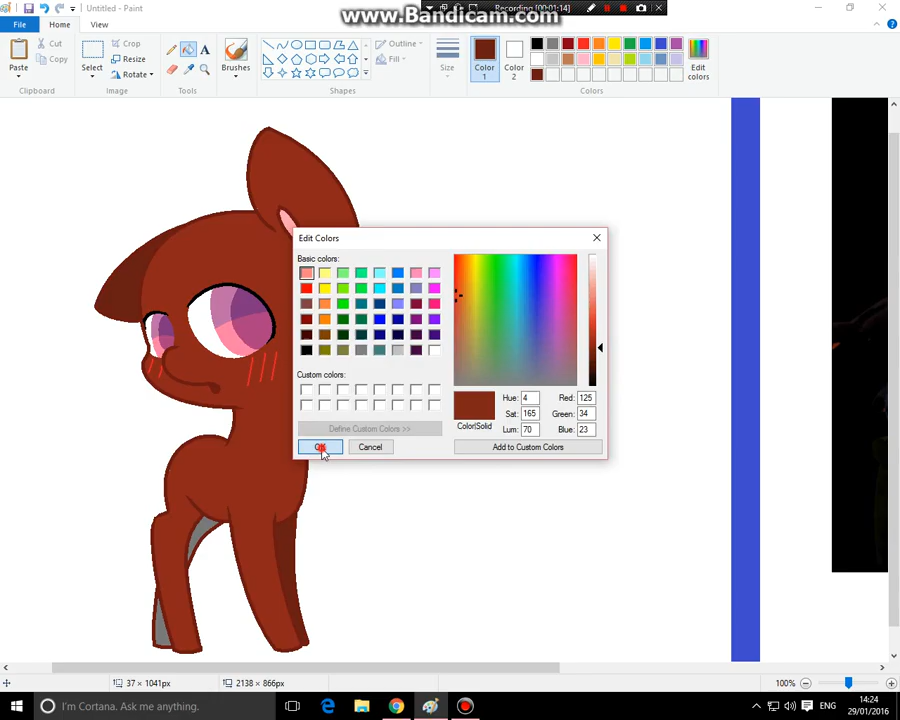 www.Bandicam.com
Recording [00:01:14]
Untitled - Paint
File Home View
Paste
Cut
Copy
Clipboard
Select
Crop
Resize
Rotate
Image
A
Tools
Brushes
Shapes
Outline
Fill
Size
Color 1
Color 2
Colors
Edit colors
Edit Colors
Basic colors:
Custom colors:
Define Custom Colors >>
OK Cancel
Color|Solid
Hue: 4 Red: 125
Sat: 165 Green: 34
Lum: 70 Blue: 23
Add to Custom Colors
37 × 1041px 2138 × 866px 100%
I'm Cortana. Ask me anything.
ENG
14:24
29/01/2016